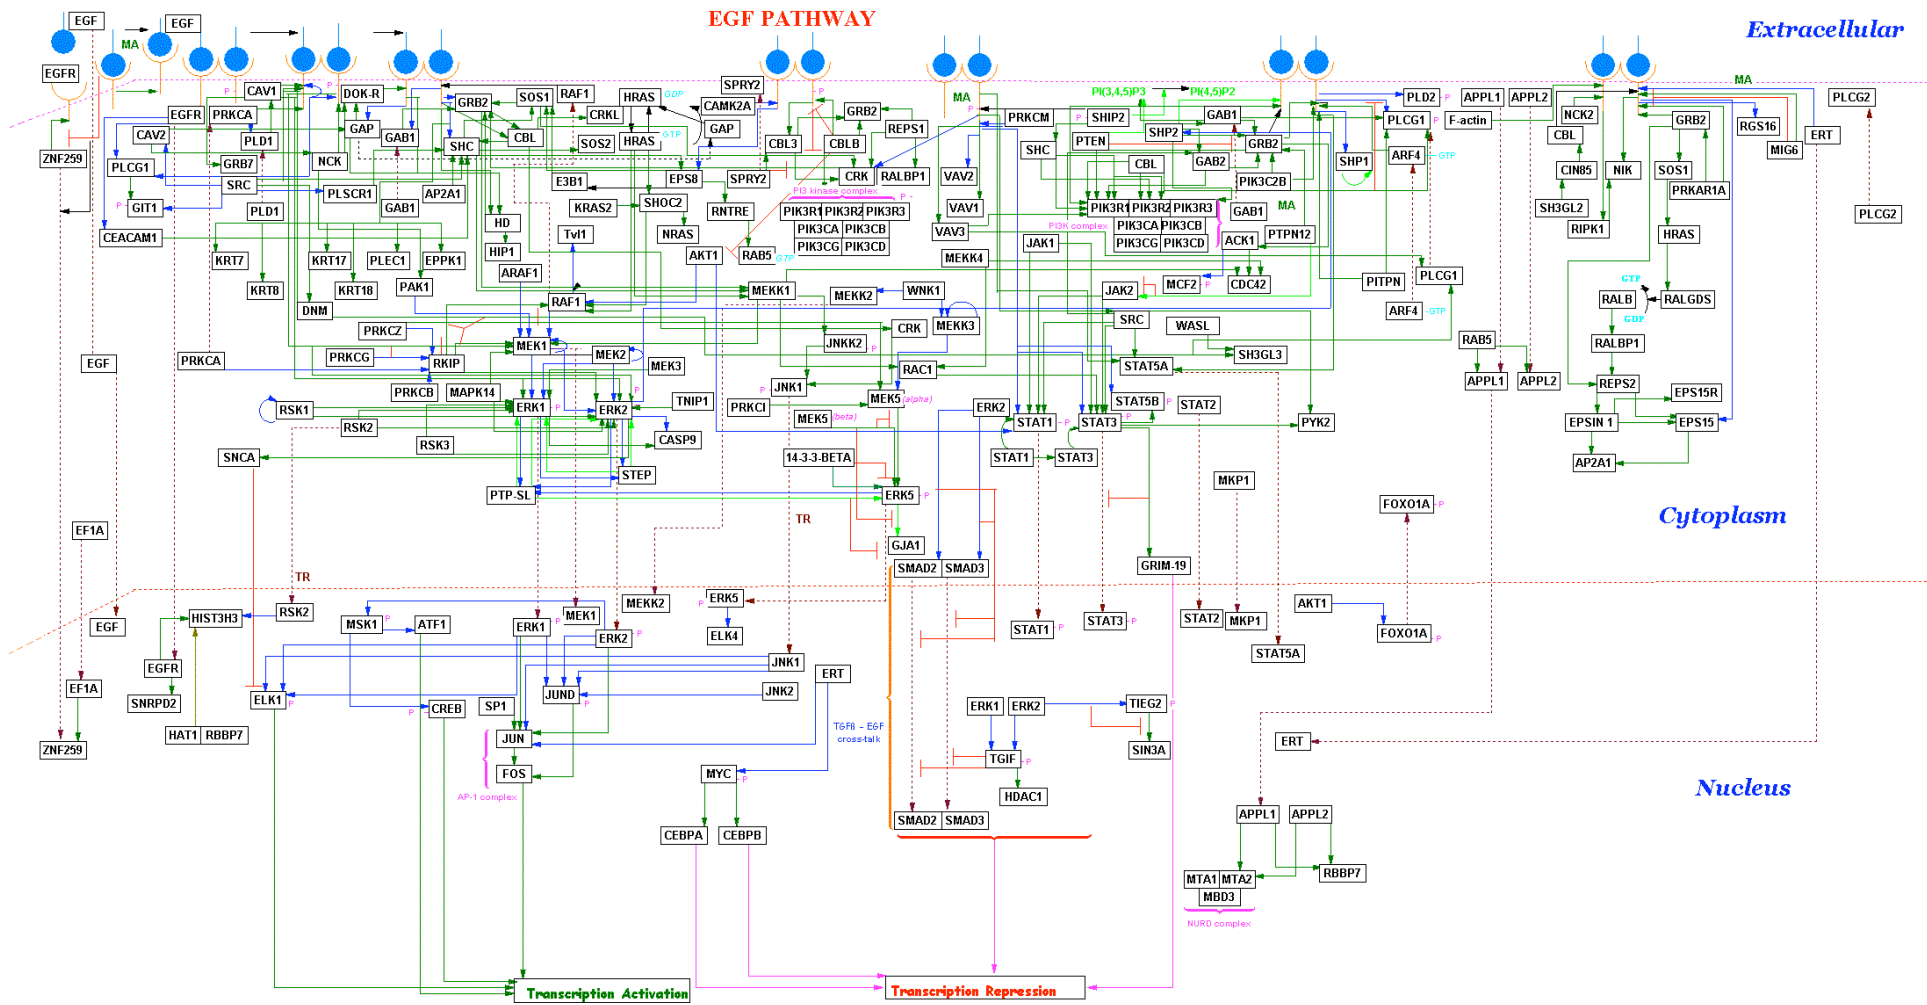 EGF PATHWAY
Extracellular
EGF
EGF
MA
EGFR
CAV1
DOK-R
GRB2
SOS1
RAF1
HRAS
GDP
SPRY2
CAMK2A
MA
PI(3,4,5)P3
PI(4,5)P2
MA
PLD2
P
APPL1
APPL2
PLCG2
P
EGFR
PRKCA
CRKL
GRB2
PRKCM
SHIP2
GAB1
PLCG1
P
F-actin
NCK2
GRB2
RGS16
ERT
CAV2
GAP
GAB1
CBL
GTP
GAP
REPS1
SHP2
CBL
MIG6
PLD1
SHC
SOS2
HRAS
CBL3
CBLB
SHC
PTEN
GRB2
ZNF259
PLCG1
GRB7
NCK
CBL
GAB2
SHP1
ARF4
GTP
CIN85
NIK
SOS1
SRC
PLSCR1
AP2A1
E3B1
EPS8
SPRY2
CRK
RALBP1
VAV2
PIK3C2B
PRKAR1A
PI3 kinase complex
P
P
GIT1
PLD1
GAB1
HD
KRAS2
SHOC2
RNTRE
PIK3R1
PIK3R2
PIK3R3
VAV1
PIK3R1
PIK3R2
PIK3R3
GAB1
MA
SH3GL2
PLCG2
PI3K complex
CEACAM1
Tvl1
NRAS
PIK3CA
PIK3CB
VAV3
PIK3CA
PIK3CB
PTPN12
RIPK1
HRAS
KRT7
KRT17
PLEC1
EPPK1
HIP1
AKT1
RAB5
GTP
PIK3CG
PIK3CD
MEKK4
JAK1
PIK3CG
PIK3CD
ACK1
KRT8
KRT18
PAK1
ARAF1
MEKK1
MEKK2
WNK1
JAK2
MCF2
P
CDC42
PITPN
PLCG1
GTP
DNM
RAF1
RALB
RALGDS
GDP
PRKCZ
CRK
MEKK3
SRC
WASL
ARF4
GTP
PRKCG
RKIP
MEK1
P
MEK2
JNKK2
P
SH3GL3
RAB5
RALBP1
EGF
PRKCA
MEK3
RAC1
STAT5A
PRKCB
MAPK14
P
P
JNK1
MEK5
(alpha)
APPL1
APPL2
REPS2
EPS15R
RSK1
ERK1
P
ERK2
TNIP1
PRKCI
MEK5
(beta)
ERK2
STAT5B
P
STAT2
RSK2
STAT1
P
STAT3
PYK2
EPSIN 1
EPS15
RSK3
CASP9
SNCA
14-3-3-BETA
STAT1
STAT3
AP2A1
STEP
MKP1
PTP-SL
ERK5
P
FOXO1A
P
TR
EF1A
Cytoplasm
GJA1
SMAD2
SMAD3
GRIM-19
TR
EGF
HIST3H3
RSK2
MSK1
P
ATF1
ERK1
P
MEK1
MEKK2
ERK5
P
ELK4
STAT1
P
STAT3
P
STAT2
MKP1
AKT1
FOXO1A
P
ERK2
P
STAT5A
EGFR
JNK1
ERT
EF1A
SNRPD2
ELK1
P
P
CREB
SP1
JUND
P
JNK2
ERK1
ERK2
TIEG2
P
HAT1
RBBP7
TGFß - EGF
cross-talk
ZNF259
JUN
SIN3A
ERT
TGIF
P
FOS
MYC
P
Nucleus
AP-1 complex
HDAC1
SMAD2
SMAD3
APPL1
APPL2
CEBPA
CEBPB
MTA1
MTA2
RBBP7
MBD3
NURD complex
Transcription Activation
Transcription Repression